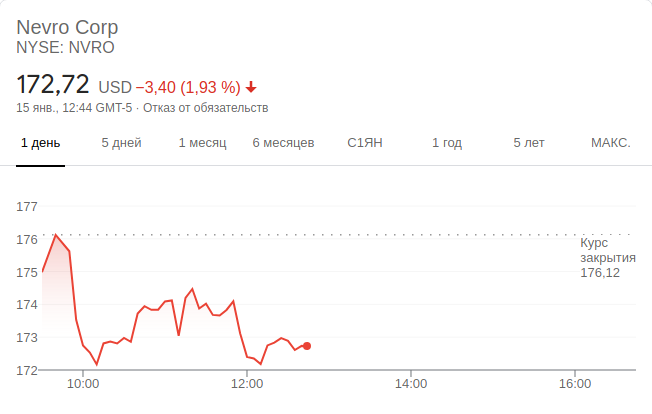 Nevro Corp
NYSE: NVRO
172,72 USD −3,40 (1,93 %)
15 янв., 12:44 GMT-5 · Отказ от обязательств
1 день 5 дней 1 месяц 6 месяцев С1ЯН 1 год 5 лет МАКС.
177
176
175
174
173
172
Курс
закрытия
176,12
10:00 12:00 14:00 16:00